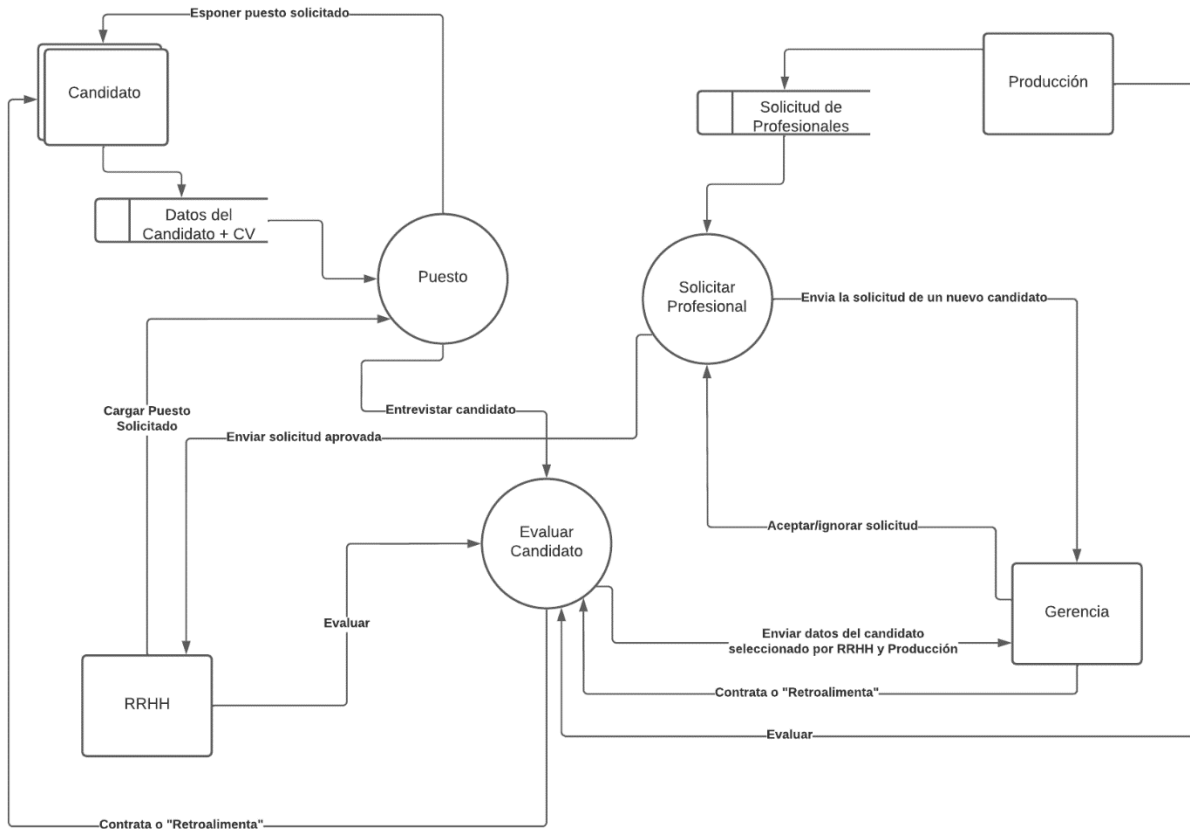 Esponer puesto solicitado
Candidato
Producción
Solicitud de
Profesionales
Datos del
Candidato + CV
Puesto
Solicitar
Profesional
Envia la solicitud de un nuevo candidato
Cargar Puesto
Solicitado
Entrevistar candidato
Enviar solicitud aprovada
Evaluar
Candidato
Aceptar/ignorar solicitud
Gerencia
Evaluar
Enviar datos del candidato
seleccionado por RRHH y Producción
RRHH
Contrata o "Retroalimenta"
Evaluar
Contrata o "Retroalimenta"